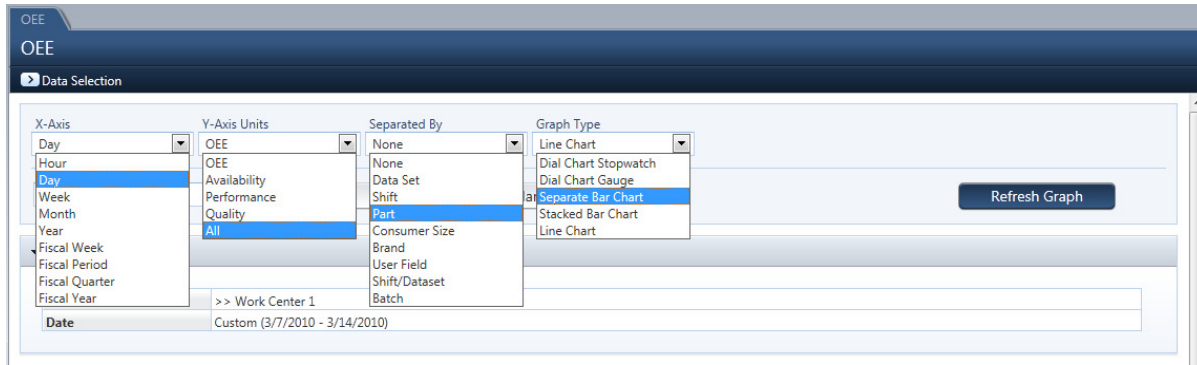 OEE
OEE
Data Selection
X-Axis Y-Axis Units Separated By Graph Type
Day OEE None Line Chart
Hour
Day
Week
Month
Year
Fiscal Week
Fiscal Period
Fiscal Quarter
Fiscal Year
OEE
Availability
Performance
Quality
All
None
Data Set
Shift
Part
Consumer Size
Brand
User Field
Shift/Dataset
Batch
Dial Chart Stopwatch
Dial Chart Gauge
Separate Bar Chart
Stacked Bar Chart
Line Chart
Refresh Graph
>> Work Center 1
Date Custom (3/7/2010 - 3/14/2010)